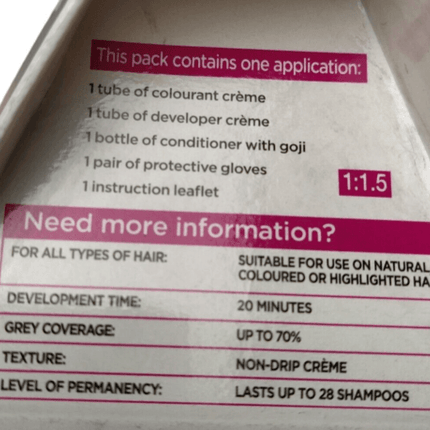 This pack contains one application:
1 tube of colourant crème
1 tube of developer crème
1 bottle of conditioner with goji
1 pair of protective gloves
1 instruction leaflet
1:1.5
Need more information?
FOR ALL TYPES OF HAIR: SUITABLE FOR USE ON NATURAL
COLOURED OR HIGHLIGHTED HA
DEVELOPMENT TIME: 20 MINUTES
GREY COVERAGE: UP TO 70%
TEXTURE: NON-DRIP CRÈME
LEVEL OF PERMANENCY: LASTS UP TO 28 SHAMPOOS